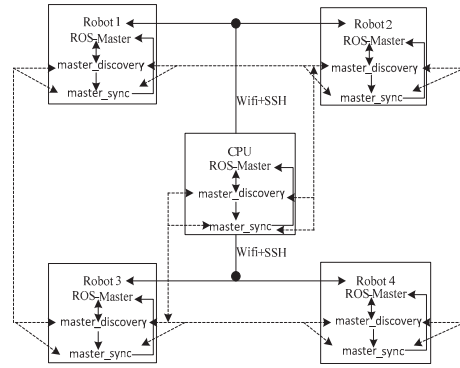 Robot 1
ROS-Master
master_discovery
master_sync
Robot 2
ROS-Master
master_discovery
master_sync
Wifi+SSH
CPU
ROS-Master
master_discovery
master_sync
Wifi+SSH
Robot 3
ROS-Master
master_discovery
master_sync
Robot 4
ROS-Master
master_discovery
master_sync